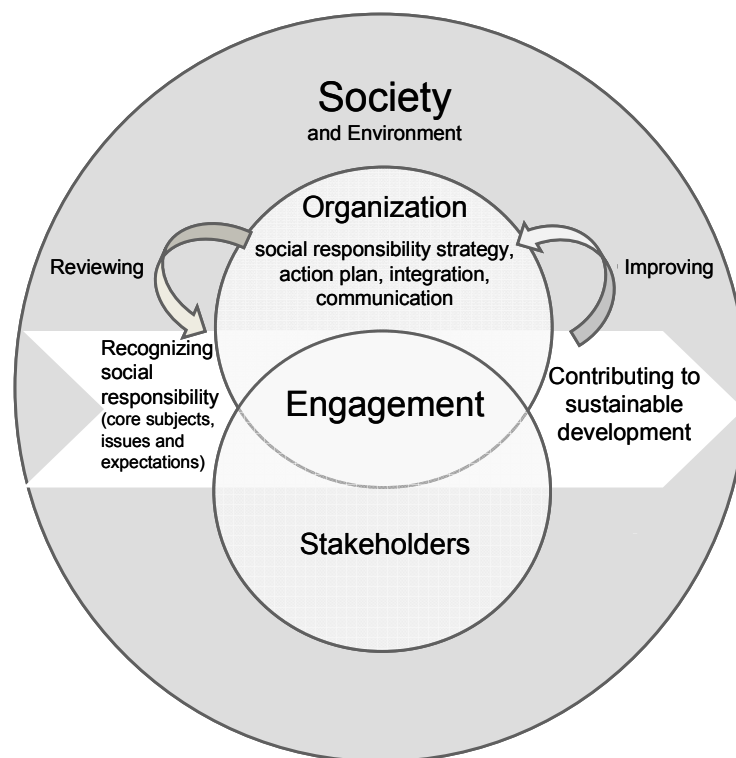 Society
and Environment
Organization
social responsibility strategy,
action plan, integration,
communication
Reviewing
Improving
Recognizing
social
responsibility
(core subjects,
issues and
expectations)
Engagement
Contributing to
sustainable
development
Stakeholders